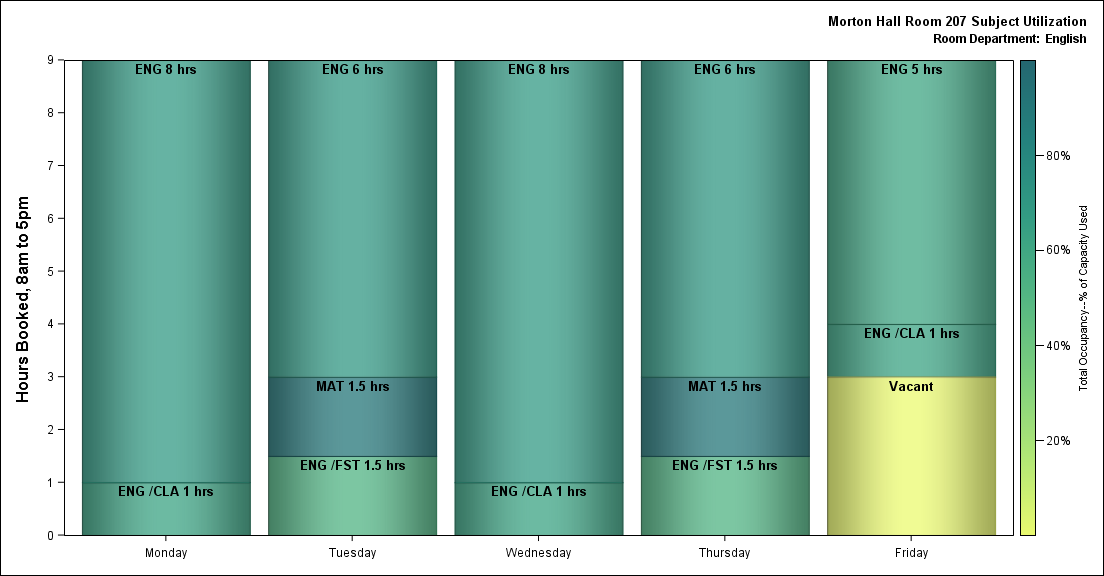 Morton Hall Room 207 Subject Utilization
Room Department: English
Hours Booked, 8am to 5pm
9
8
7
6
5
4
3
2
1
0
ENG 8 hrs
ENG /CLA 1 hrs
ENG 6 hrs
MAT 1.5 hrs
ENG /FST 1.5 hrs
ENG 8 hrs
ENG /CLA 1 hrs
ENG 6 hrs
MAT 1.5 hrs
ENG /FST 1.5 hrs
ENG 5 hrs
ENG /CLA 1 hrs
Vacant
Monday
Tuesday
Wednesday
Thursday
Friday
80%
60%
40%
20%
Total Occupancy--% of Capacity Used